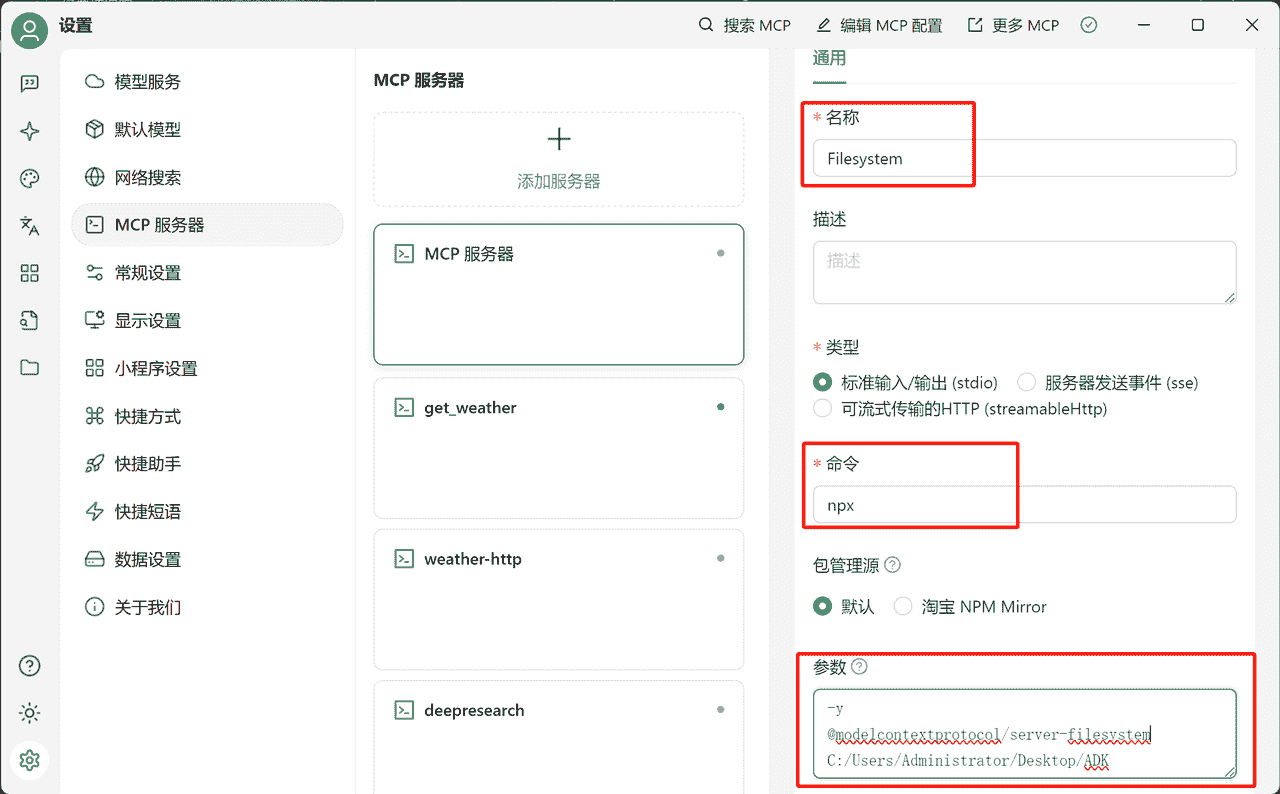 设置
搜索 MCP
编辑 MCP 配置
更多 MCP
模型服务
默认模型
网络搜索
MCP 服务器
常规设置
显示设置
小程序设置
快捷方式
快捷助手
快捷短语
数据设置
关于我们
MCP 服务器
添加服务器
MCP 服务器
get_weather
weather-http
deepresearch
通用
* 名称
Filesystem
描述
描述
* 类型
标准输入/输出 (stdio)
服务器发送事件 (sse)
可流式传输的HTTP (streamableHttp)
* 命令
npx
包管理源
默认
淘宝 NPM Mirror
参数
-y
@modelcontextprotocol/server-filesystem
C:/Users/Administrator/Desktop/ADK